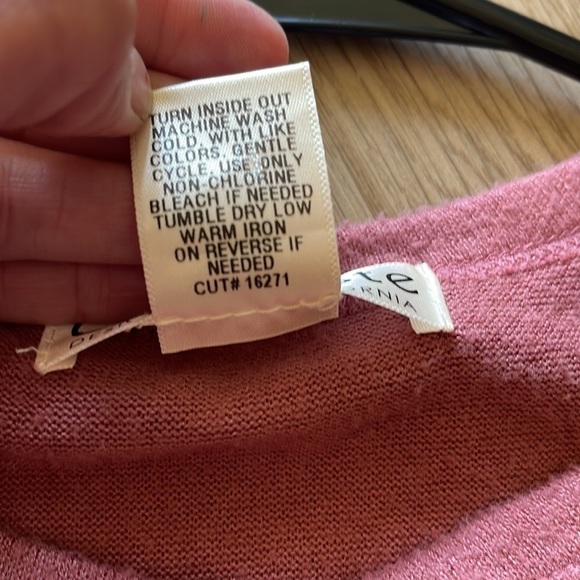 TURN INSIDE OUT
MACHINE WASH
COLD, WITH LIKE
COLORS, GENTLE
CYCLE. USE ONLY
NON-CHLORINE
BLEACH IF NEEDED
TUMBLE DRY LOW
WARM IRON
ON REVERSE IF
NEEDED
CUT# 16271